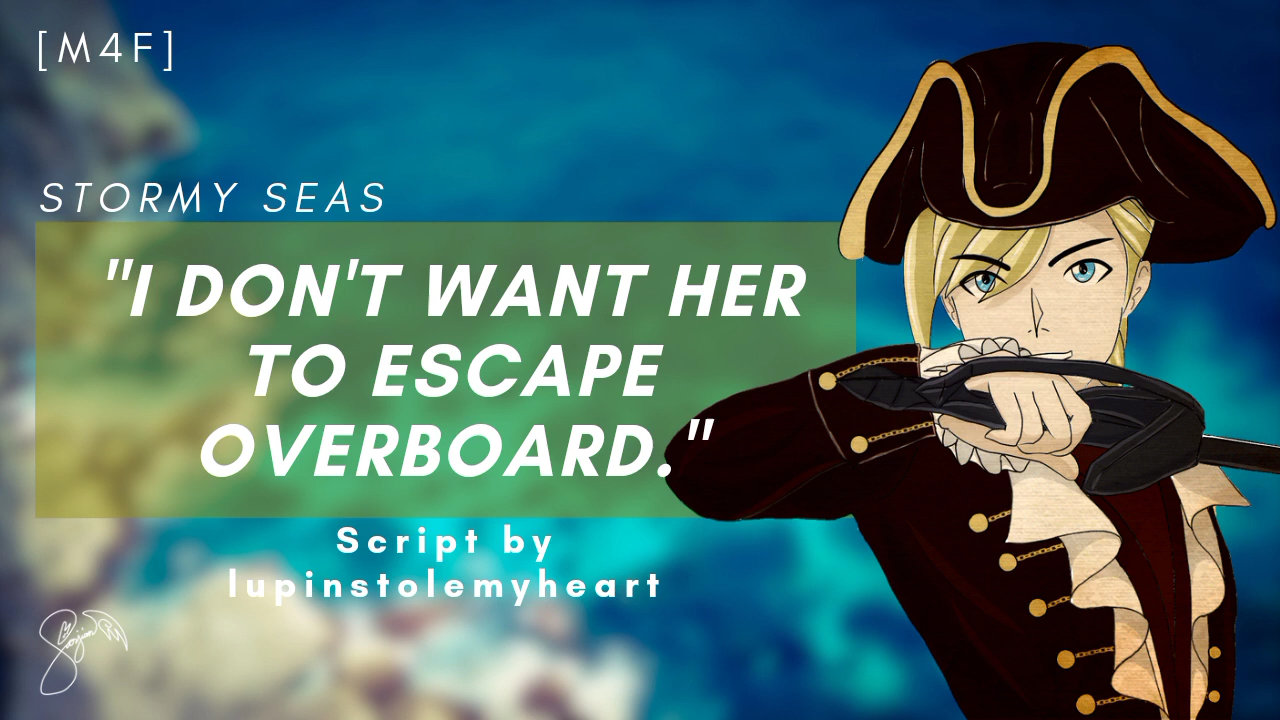 [M4F]
STORMY SEAS
"I DON'T WANT HER
TO ESCAPE
OVERBOARD."
Script by
lupinstolemyheart